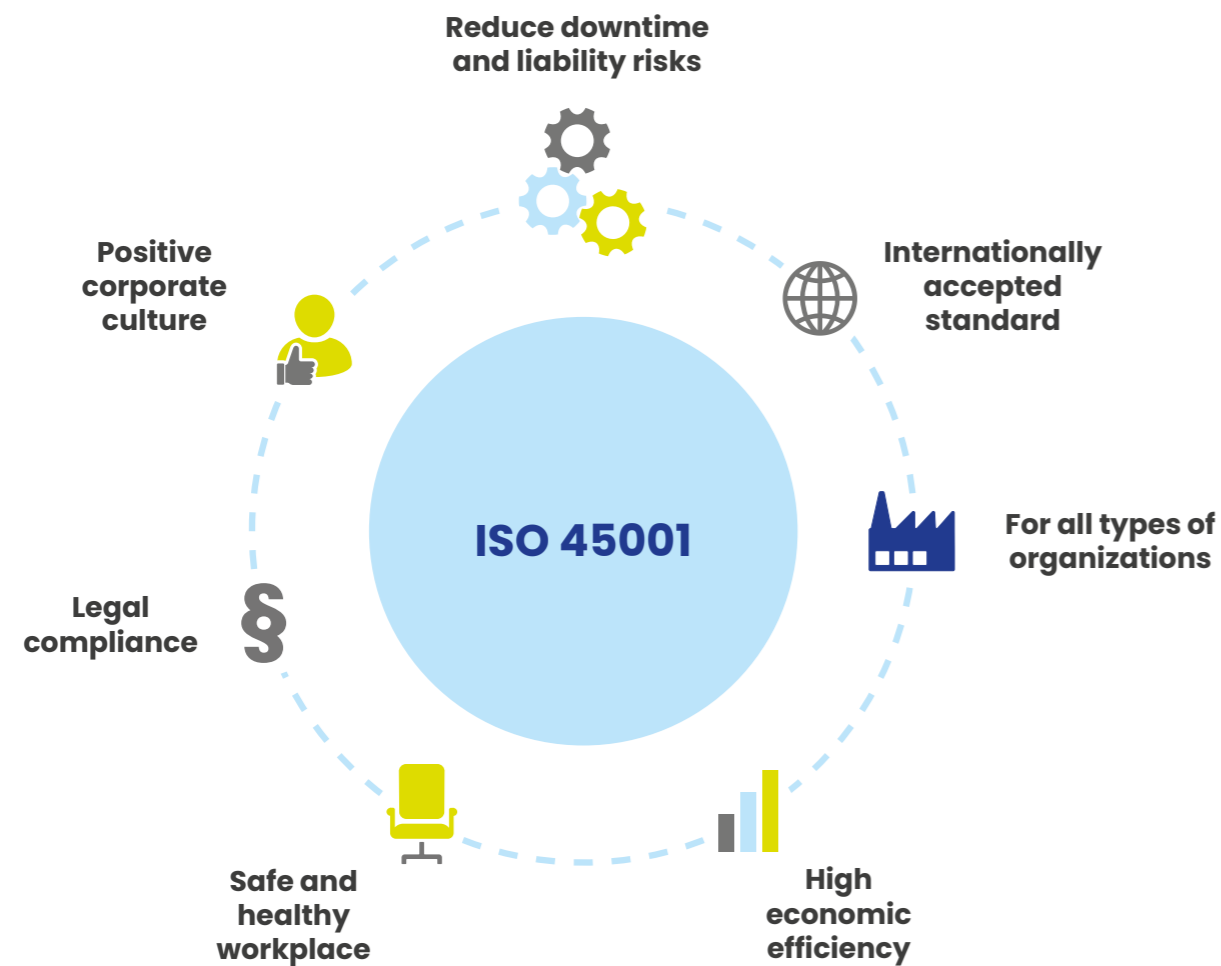 Reduce downtime
and liability risks
Internationally
accepted
standard
For all types of
organizations
High
economic
efficiency
Safe and
healthy
workplace
Legal
compliance
Positive
corporate
culture
§
ISO 45001